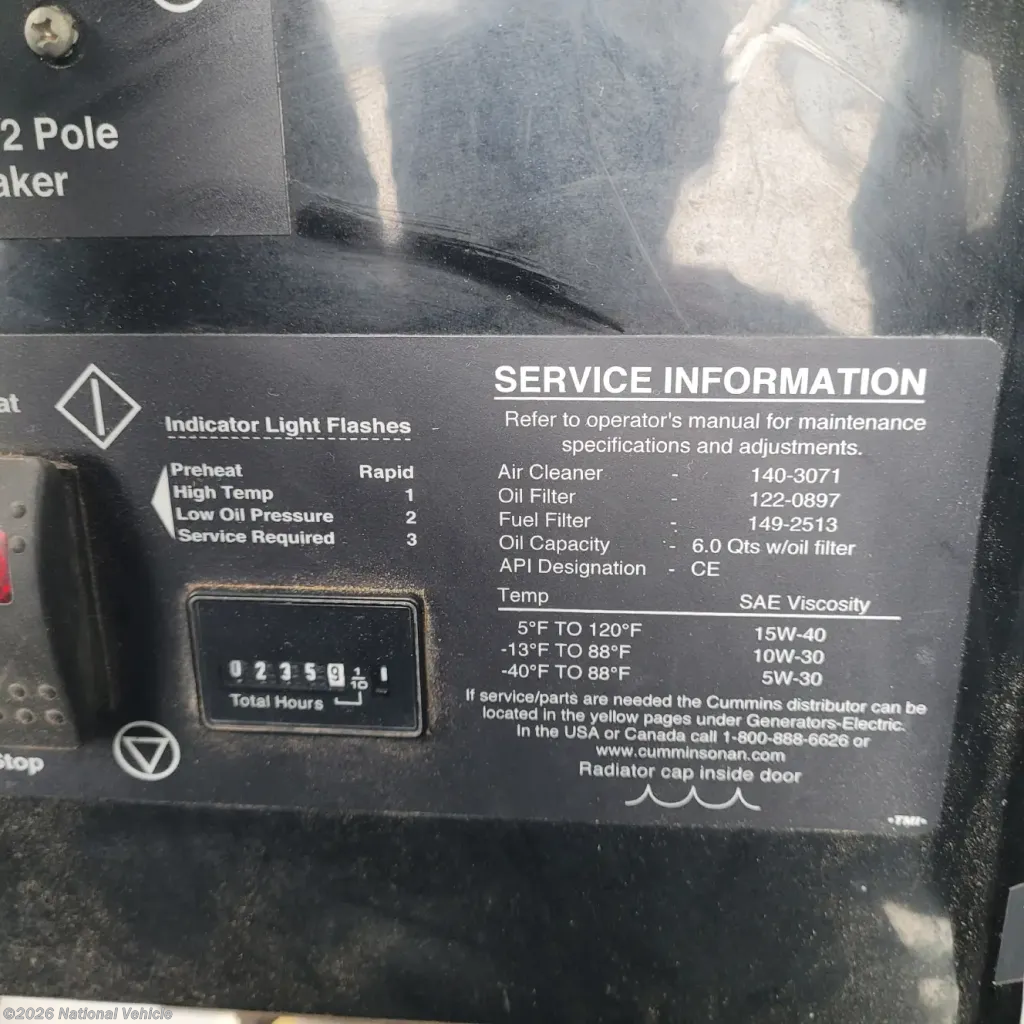 2 Pole
aker
at
Indicator Light Flashes
Preheat Rapid
High Temp 1
Low Oil Pressure 2
Service Required 3
0 2 3 5 9 1/10 1
Total Hours
Stop
SERVICE INFORMATION
Refer to operator's manual for maintenance
specifications and adjustments.
Air Cleaner - 140-3071
Oil Filter - 122-0897
Fuel Filter - 149-2513
Oil Capacity - 6.0 Qts w/oil filter
API Designation - CE
Temp SAE Viscosity
5°F TO 120°F 15W-40
-13°F TO 88°F 10W-30
-40°F TO 88°F 5W-30
If service/parts are needed the Cummins distributor can be
located in the yellow pages under Generators-Electric.
In the USA or Canada call 1-800-888-6626 or
www.cumminsonan.com
Radiator cap inside door
•TMI•
©2026 National Vehicle